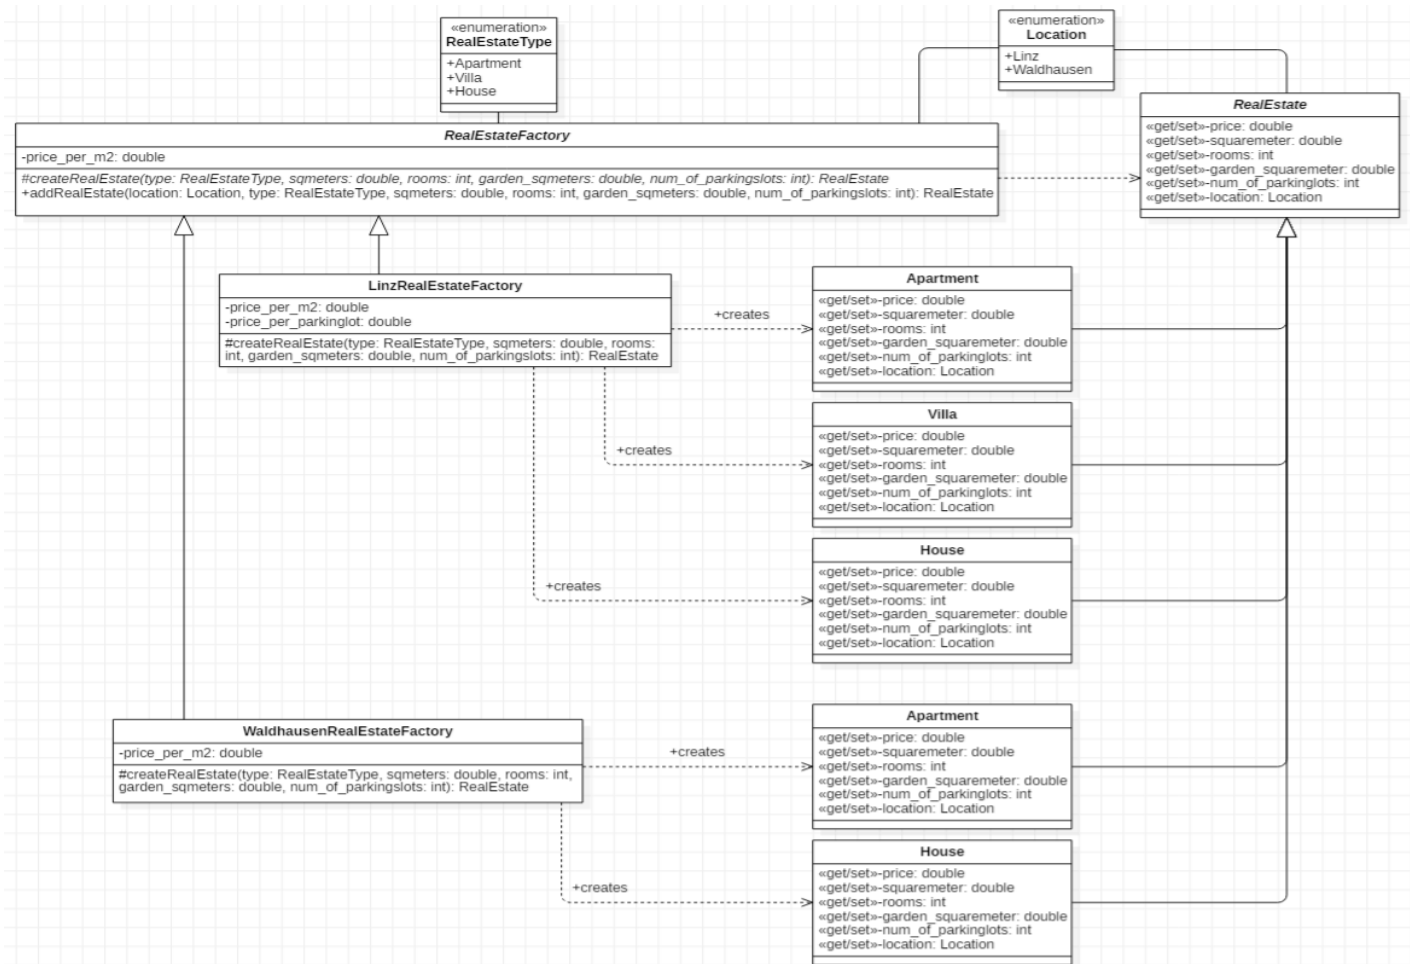 «enumeration»
RealEstateType
+Apartment
+Villa
+House
«enumeration»
Location
+Linz
+Waldhausen
RealEstateFactory
-price_per_m2: double
#createRealEstate(type: RealEstateType, sqmeters: double, rooms: int, garden_sqmeters: double, num_of_parkingslots: int): RealEstate
+addRealEstate(location: Location, type: RealEstateType, sqmeters: double, rooms: int, garden_sqmeters: double, num_of_parkingslots: int): RealEstate
RealEstate
«get/set»-price: double
«get/set»-squaremeter: double
«get/set»-rooms: int
«get/set»-garden_squaremeter: double
«get/set»-num_of_parkinglots: int
«get/set»-location: Location
LinzRealEstateFactory
-price_per_m2: double
-price_per_parkinglot: double
#createRealEstate(type: RealEstateType, sqmeters: double, rooms:
int, garden_sqmeters: double, num_of_parkingslots: int): RealEstate
+creates
Apartment
«get/set»-price: double
«get/set»-squaremeter: double
«get/set»-rooms: int
«get/set»-garden_squaremeter: double
«get/set»-num_of_parkinglots: int
«get/set»-location: Location
+creates
Villa
«get/set»-price: double
«get/set»-squaremeter: double
«get/set»-rooms: int
«get/set»-garden_squaremeter: double
«get/set»-num_of_parkinglots: int
«get/set»-location: Location
+creates
House
«get/set»-price: double
«get/set»-squaremeter: double
«get/set»-rooms: int
«get/set»-garden_squaremeter: double
«get/set»-num_of_parkinglots: int
«get/set»-location: Location
WaldhausenRealEstateFactory
-price_per_m2: double
#createRealEstate(type: RealEstateType, sqmeters: double, rooms: int,
garden_sqmeters: double, num_of_parkingslots: int): RealEstate
+creates
Apartment
«get/set»-price: double
«get/set»-squaremeter: double
«get/set»-rooms: int
«get/set»-garden_squaremeter: double
«get/set»-num_of_parkinglots: int
«get/set»-location: Location
+creates
House
«get/set»-price: double
«get/set»-squaremeter: double
«get/set»-rooms: int
«get/set»-garden_squaremeter: double
«get/set»-num_of_parkinglots: int
«get/set»-location: Location